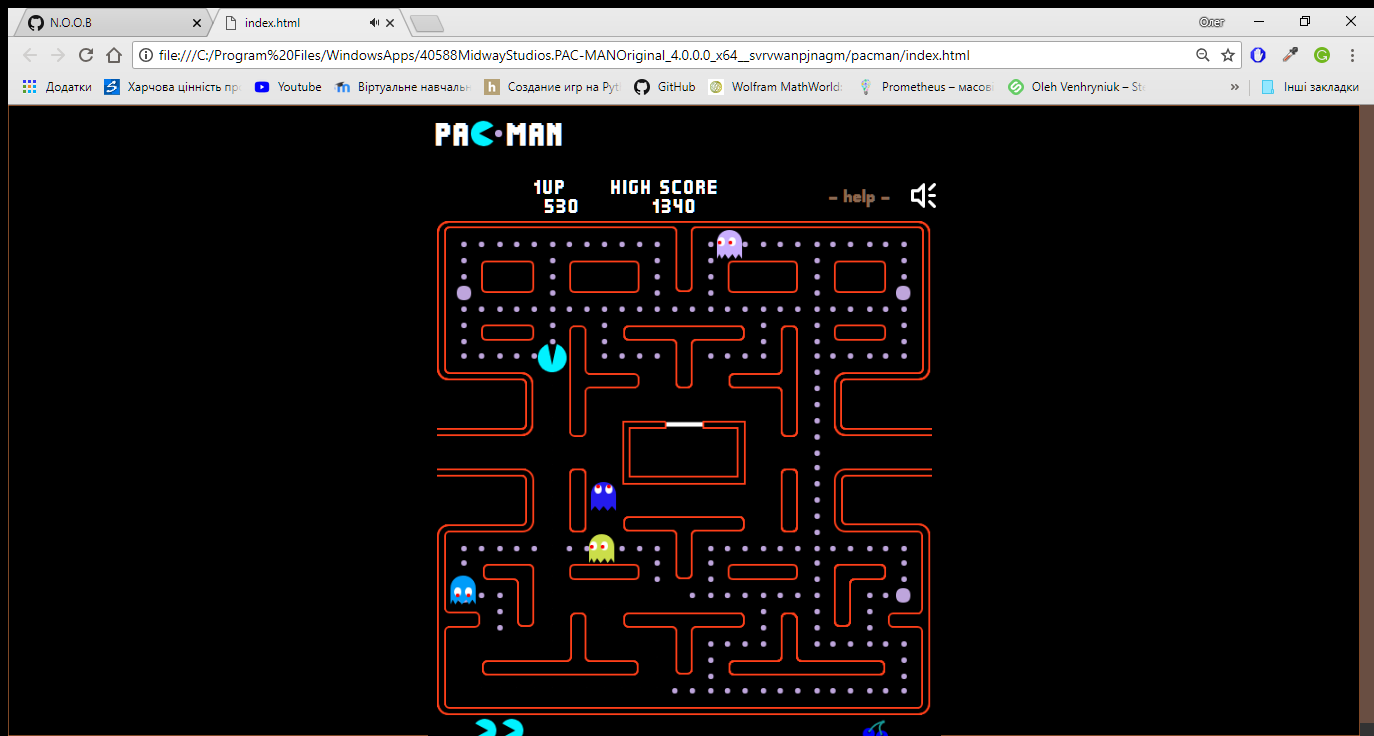 N.O.O.B
index.html
Олег
file:///C:/Program%20Files/WindowsApps/40588MidwayStudios.PAC-MANOriginal_4.0.0.0_x64__svrvwanpjnagm/pacman/index.html
Додатки
Харчова цінність пр
Youtube
Віртуальне навчаль
Создание игр на Pyt
GitHub
Wolfram MathWorld:
Prometheus – масові
Oleh Venhryniuk – St
Інші закладки
PAC-MAN
1UP
HIGH SCORE
530
1340
– help –